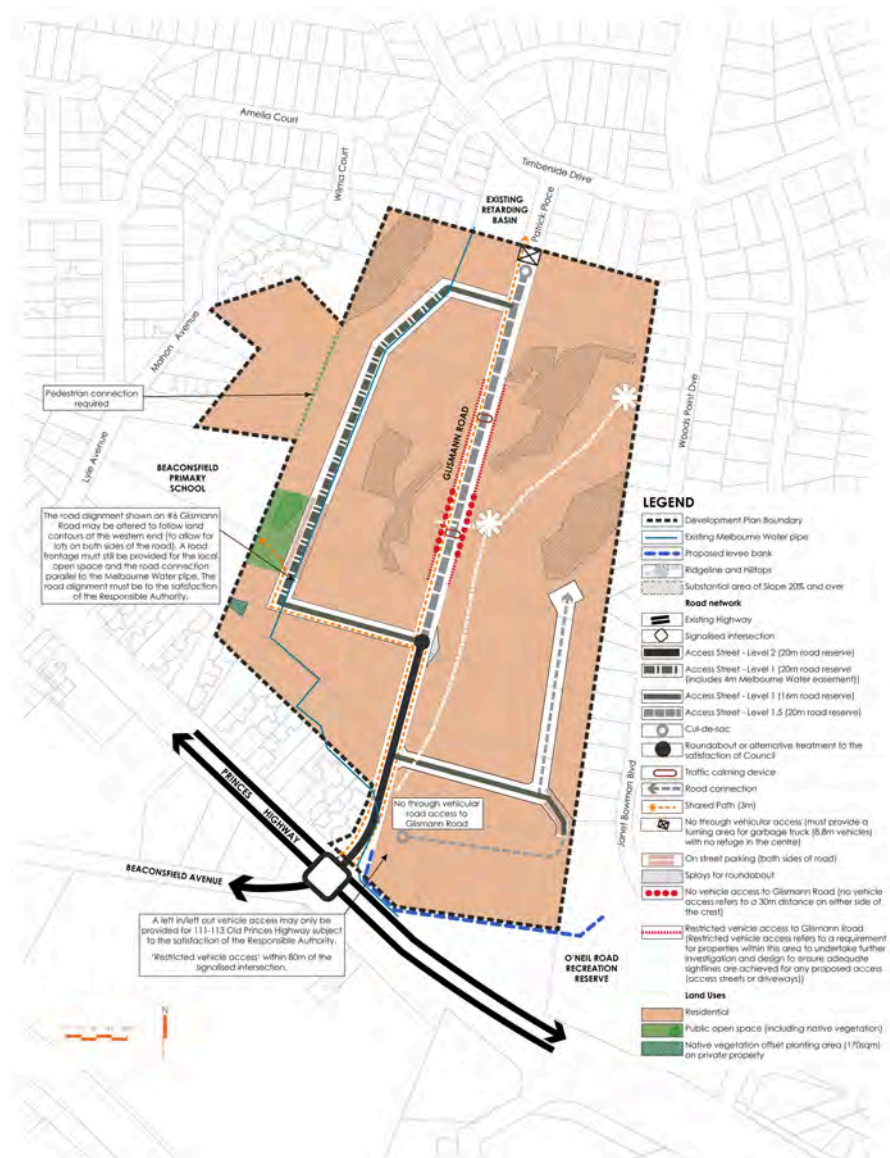 Amelia Court
Wilma Court
Timberside Drive
EXISTING
RETARDING
BASIN
Patrick Place
Mahon Avenue
Pedestrian connection
required
Lyle Avenue
GLISMANN ROAD
Woods Point Dve
BEACONSFIELD
PRIMARY
SCHOOL
The road alignment shown on #6 Glismann
Road may be altered to follow land
contours at the western end (to allow for
lots on both sides of the road). A road
frontage must still be provided for the local
open space and the road connection
parallel to the Melbourne Water pipe. The
road alignment must be to the satisfaction
of the Responsible Authority.
PRINCES
HIGHWAY
No through vehicular
road access to
Glismann Road
Janet Bowman Blvd
BEACONSFIELD AVENUE
A left in/left out vehicle access may only be
provided for 111-113 Old Princes Highway subject
to the satisfaction of the Responsible Authority.
'Restricted vehicle access' within 80m of the
signalised intersection.
O'NEIL ROAD
RECREATION
RESERVE
N
LEGEND
Development Plan Boundary
Existing Melbourne Water pipe
Proposed levee bank
Ridgeline and hilltops
Substantial area of Slope 20% and over
Road network
Existing Highway
Signalised intersection
Access Street - Level 2 (20m road reserve)
Access Street - Level 1 (20m road reserve
(includes 4m Melbourne Water easement))
Access Street - Level 1 (16m road reserve)
Access Street - Level 1.5 (20m road reserve)
Cul-de-sac
Roundabout or alternative treatment to the
satisfaction of Council
Traffic calming device
Road connection
Shared Path (3m)
No through vehicular access (must provide a
turning area for garbage truck (8.8m vehicles)
with no refuge in the centre)
On street parking (both sides of road)
Splays for roundabout
No vehicle access to Glismann Road (no vehicle
access refers to a 30m distance on either side of
the crest)
Restricted vehicle access to Glismann Road
(Restricted vehicle access refers to a requirement
for properties within this area to undertake further
investigation and design to ensure adequate
sightlines are achieved for any proposed access
(access streets or driveways))
Land Uses
Residential
Public open space (including native vegetation)
Native vegetation offset planting area (170sqm)
on private property